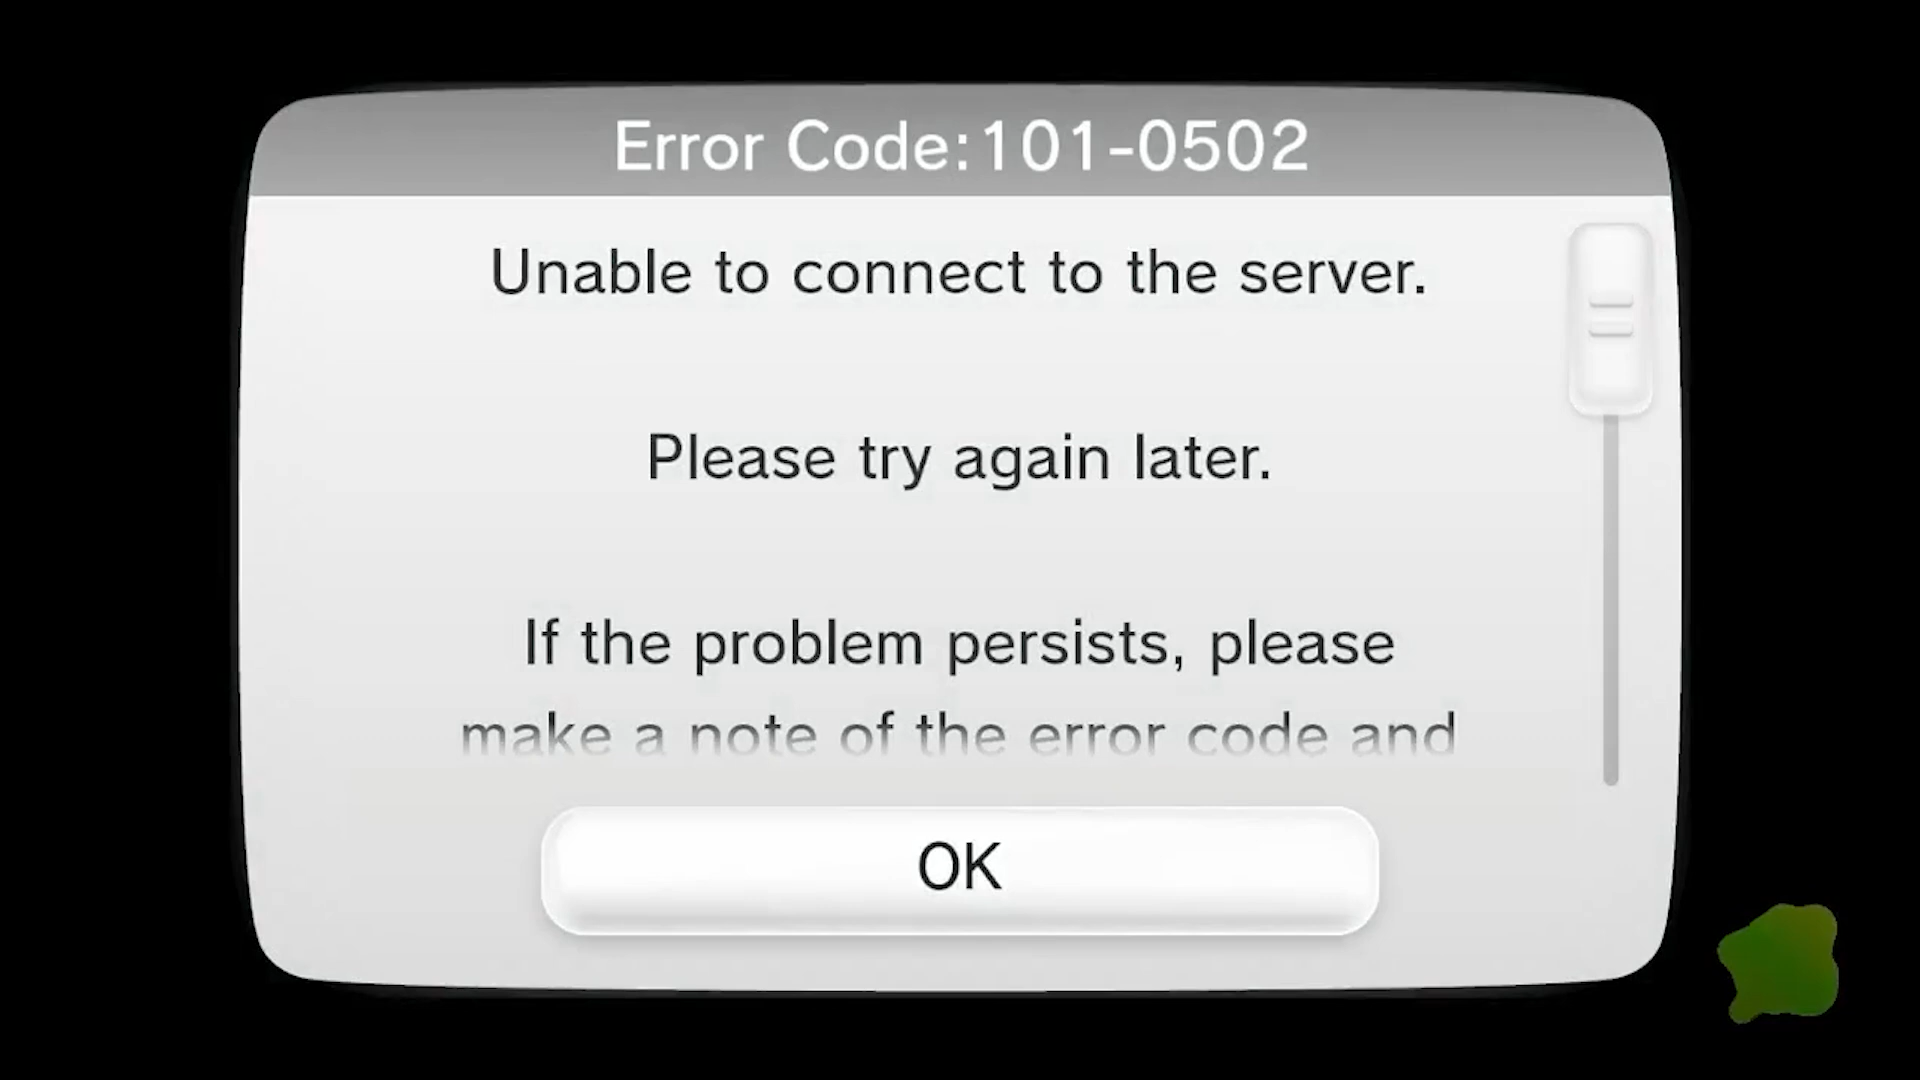 Error Code:101-0502
Unable to connect to the server.
Please try again later.
If the problem persists, please
make a note of the error code and
OK